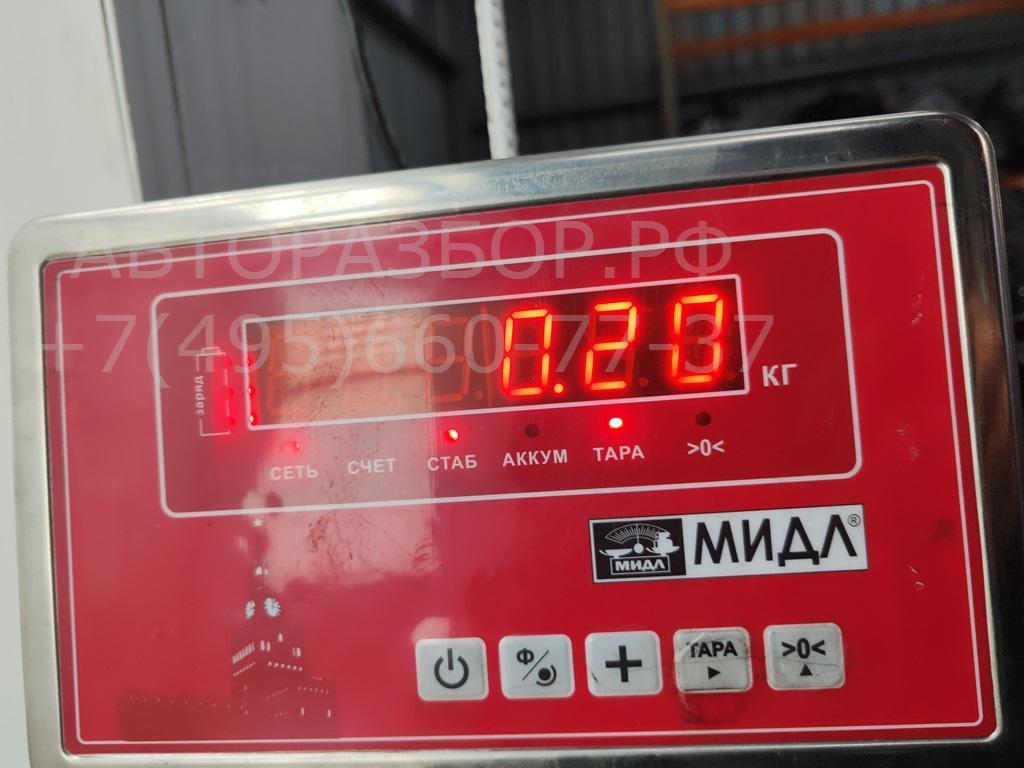 АВТОРАЗБОР.РФ
+7(495)660-77-37
заряд
0.20 КГ
СЕТЬ СЧЕТ СТАБ АККУМ ТАРА >0<
МИДЛ МИДЛ®
Ф ТАРА >0<